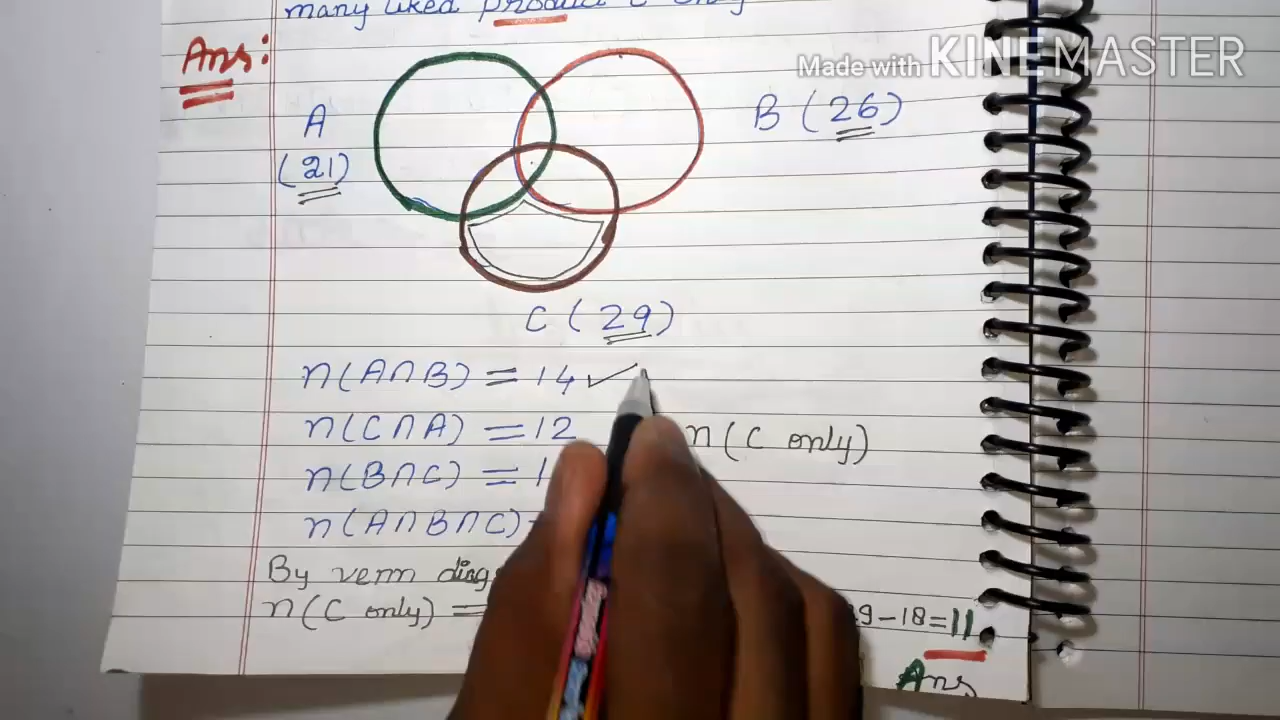 many liked product C only
Ans:
Made with KINEMASTER
A
(21)
B (26)
C (29)
n(A∩B) = 14 ✓
n(C∩A) = 12
n(C only)
n(B∩C) = 1
n(A∩B∩C) =
By venn
n(C only) =
9-18=11
Ans